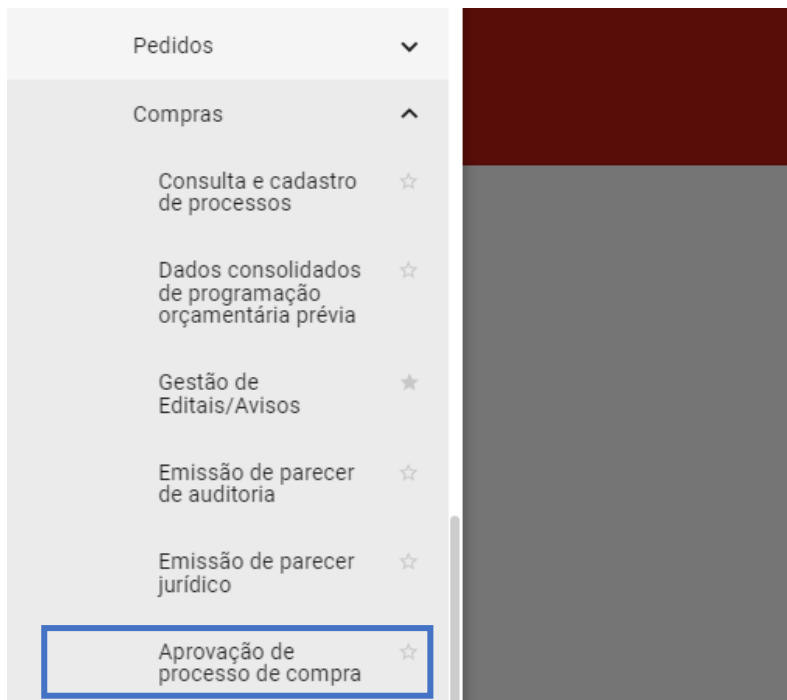 Pedidos
Compras
Consulta e cadastro
de processos
Dados consolidados
de programação
orçamentária prévia
Gestão de
Editais/Avisos
Emissão de parecer
de auditoria
Emissão de parecer
jurídico
Aprovação de
processo de compra